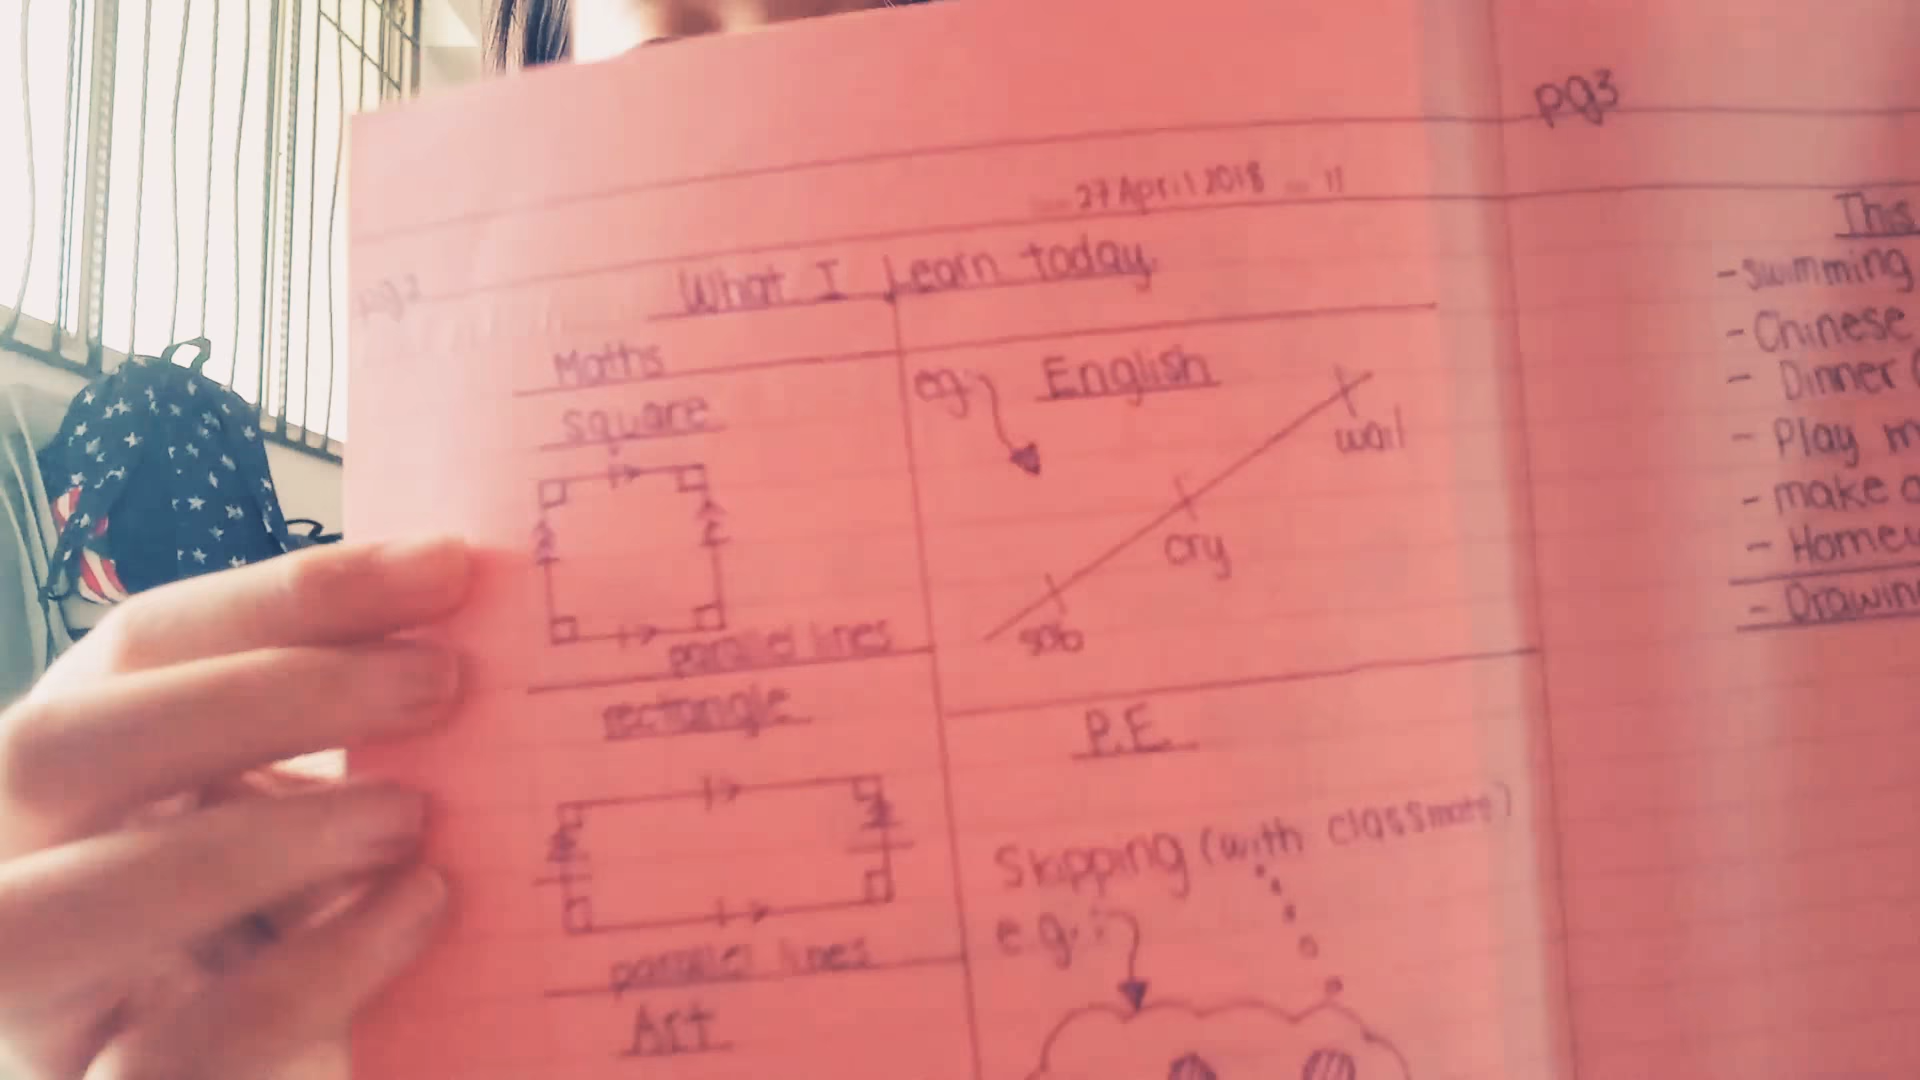 pg3
27 April 2018
pg2
What I Learn today.
Maths
square
parallel lines
rectangle
parallel lines
Art
eg:
English
wail
cry
sob
P.E.
Skipping (with classmate)
e.g.:
This
- swimming
- Chinese
- Dinner (
- Play m
- make a
- Homew
- Drawin